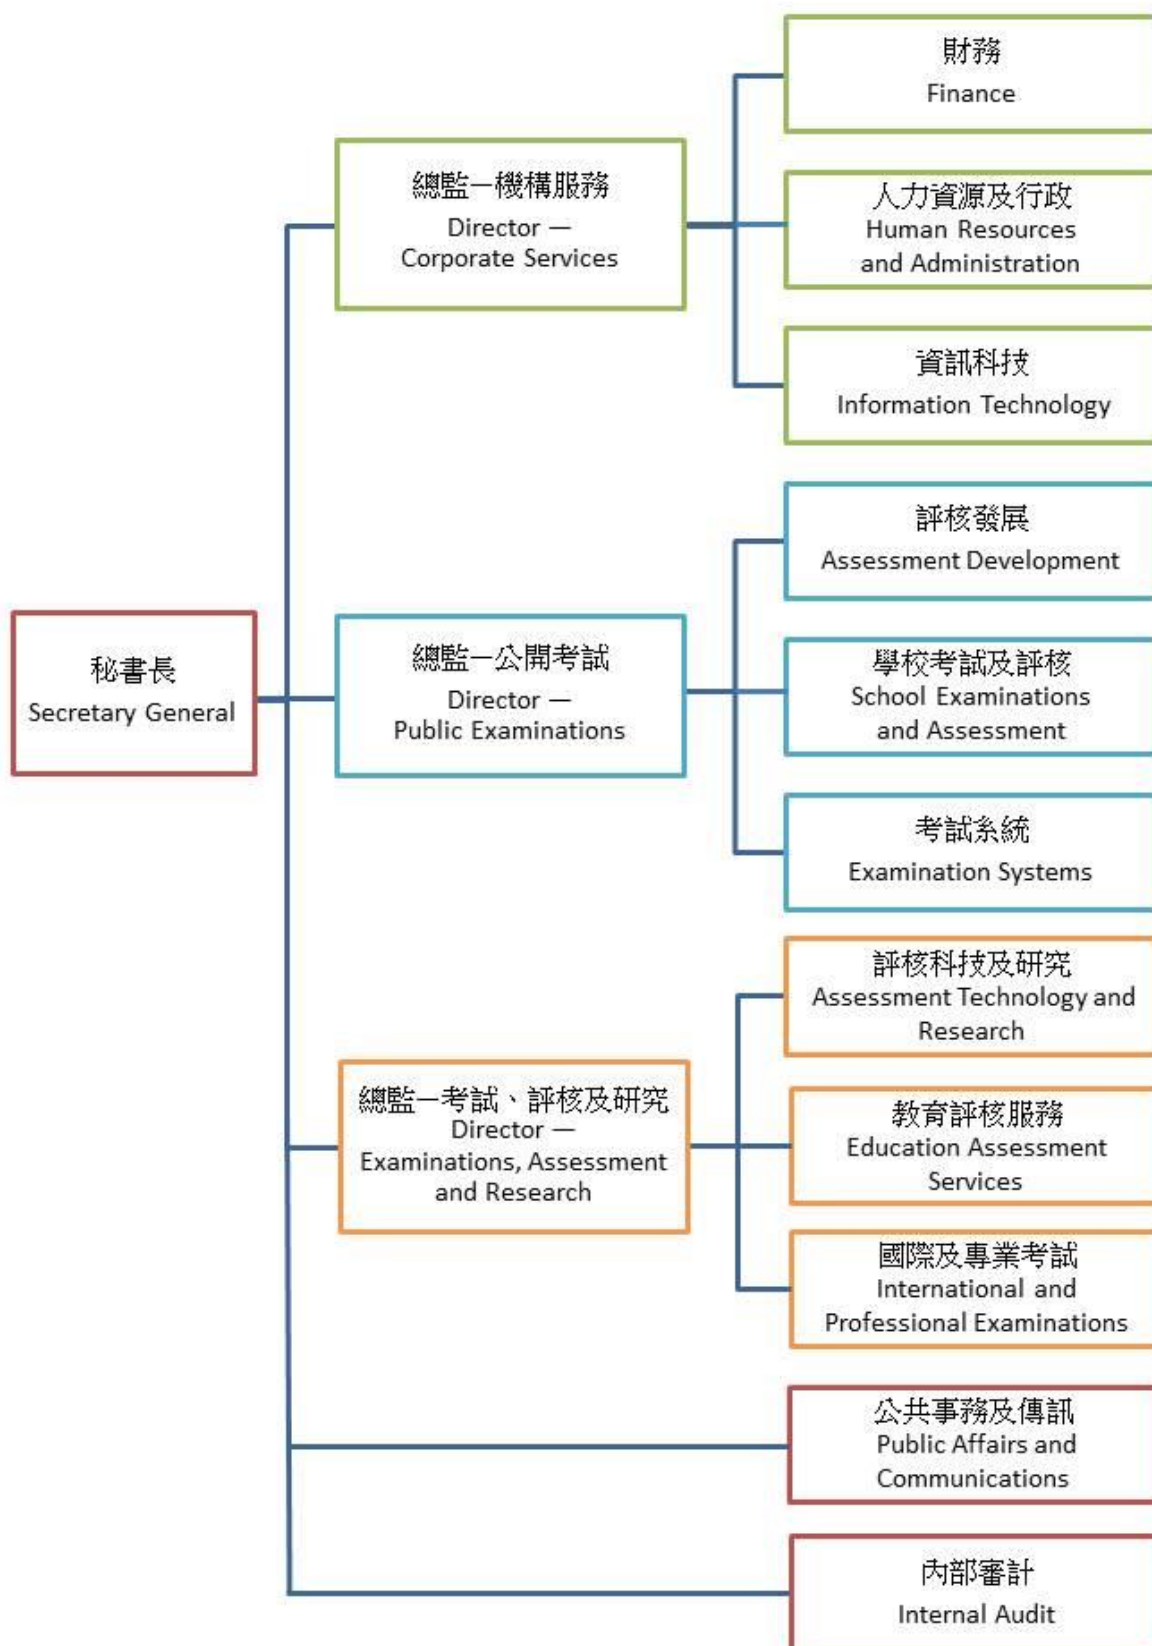 秘書長
Secretary General
總監—機構服務
Director —
Corporate Services
財務
Finance
人力資源及行政
Human Resources
and Administration
資訊科技
Information Technology
總監—公開考試
Director —
Public Examinations
評核發展
Assessment Development
學校考試及評核
School Examinations
and Assessment
考試系統
Examination Systems
總監—考試、評核及研究
Director —
Examinations, Assessment
and Research
評核科技及研究
Assessment Technology and
Research
教育評核服務
Education Assessment
Services
國際及專業考試
International and
Professional Examinations
公共事務及傳訊
Public Affairs and
Communications
內部審計
Internal Audit